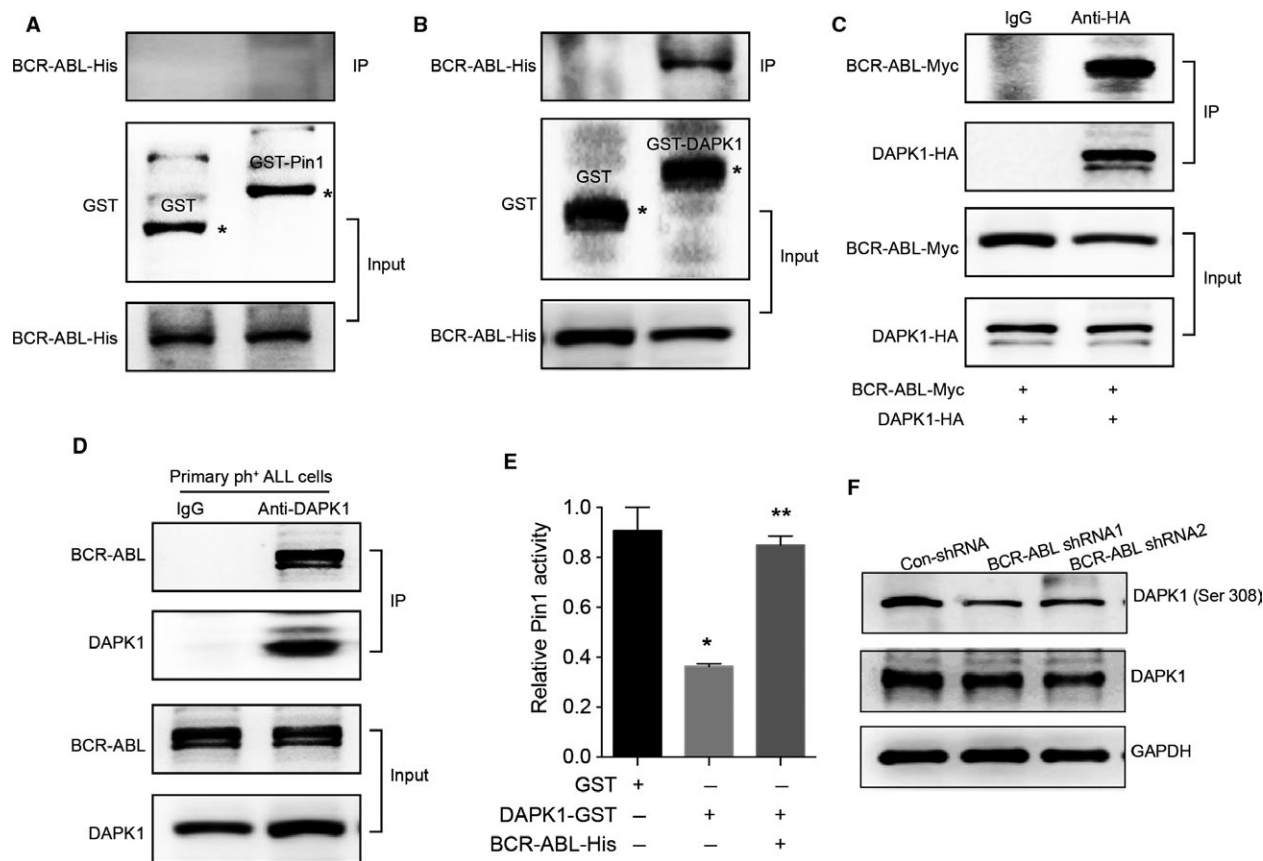 A
BCR-ABL-His
IP
GST-Pin1
GST
GST
*
*
Input
BCR-ABL-His
B
BCR-ABL-His
IP
GST-DAPK1
GST
GST
*
*
Input
BCR-ABL-His
C
IgG Anti-HA
BCR-ABL-Myc
IP
DAPK1-HA
BCR-ABL-Myc
Input
DAPK1-HA
BCR-ABL-Myc + +
DAPK1-HA + +
D
Primary ph⁺ ALL cells
IgG Anti-DAPK1
BCR-ABL
IP
DAPK1
BCR-ABL
Input
DAPK1
E
Relative Pin1 activity
1.0
0.8
0.6
0.4
0.2
0.0
*
**
GST + – –
DAPK1-GST – + +
BCR-ABL-His – – +
F
Con-shRNA BCR-ABL shRNA1 BCR-ABL shRNA2
DAPK1 (Ser 308)
DAPK1
GAPDH